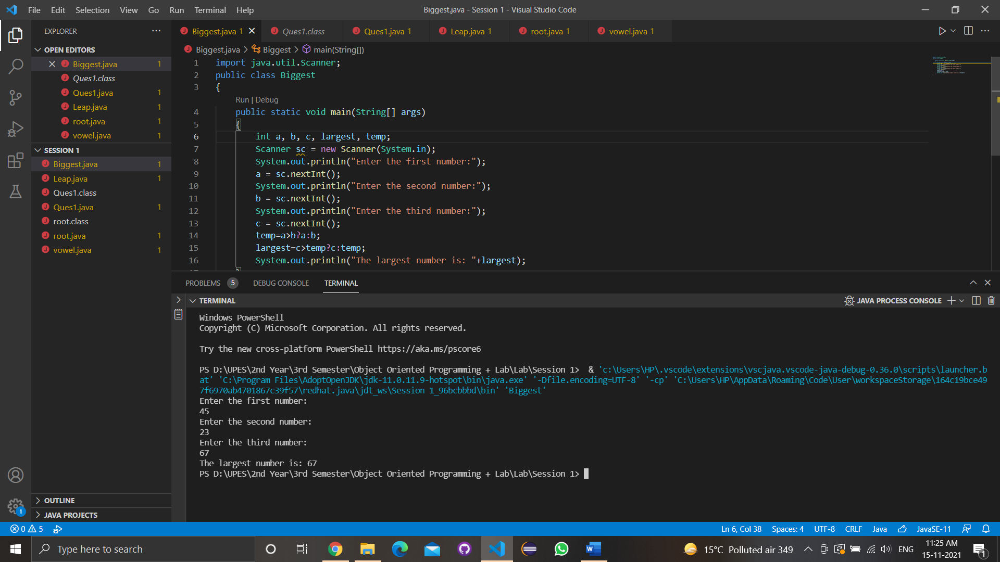 File Edit Selection View Go Run Terminal Help
Biggest.java - Session 1 - Visual Studio Code
EXPLORER
OPEN EDITORS
Biggest.java 1
Ques1.class
Ques1.java 1
Leap.java 1
root.java 1
vowel.java 1
SESSION 1
Biggest.java 1
Leap.java 1
Ques1.class
Ques1.java 1
root.class
root.java 1
vowel.java 1
OUTLINE
JAVA PROJECTS
1
Biggest.java 1 Ques1.class Ques1.java 1 Leap.java 1 root.java 1 vowel.java 1
Biggest.java > Biggest > main(String[])
1 import java.util.Scanner;
2 public class Biggest
3 {
Run | Debug
4 public static void main(String[] args)
5 {
6 int a, b, c, largest, temp;
7 Scanner sc = new Scanner(System.in);
8 System.out.println("Enter the first number:");
9 a = sc.nextInt();
10 System.out.println("Enter the second number:");
11 b = sc.nextInt();
12 System.out.println("Enter the third number:");
13 c = sc.nextInt();
14 temp=a>b?a:b;
15 largest=c>temp?c:temp;
16 System.out.println("The largest number is: "+largest);
PROBLEMS 5 DEBUG CONSOLE TERMINAL
TERMINAL
JAVA PROCESS CONSOLE
Windows PowerShell
Copyright (C) Microsoft Corporation. All rights reserved.
Try the new cross-platform PowerShell https://aka.ms/pscore6
PS D:\UPES\2nd Year\3rd Semester\Object Oriented Programming + Lab\Lab\Session 1> & 'c:\Users\HP\.vscode\extensions\vscjava.vscode-java-debug-0.36.0\scripts\launcher.b
at' 'C:\Program Files\AdoptOpenJDK\jdk-11.0.11.9-hotspot\bin\java.exe' '-Dfile.encoding=UTF-8' '-cp' 'C:\Users\HP\AppData\Roaming\Code\User\workspaceStorage\164c19bce49
7f6970ab4701867c39f57\redhat.java\jdt_ws\Session 1_96bcbbbd\bin' 'Biggest'
Enter the first number:
45
Enter the second number:
23
Enter the third number:
67
The largest number is: 67
PS D:\UPES\2nd Year\3rd Semester\Object Oriented Programming + Lab\Lab\Session 1>
0 5
Ln 6, Col 38 Spaces: 4 UTF-8 CRLF Java JavaSE-11
Type here to search
15°C Polluted air 349
ENG
11:25 AM
15-11-2021
1